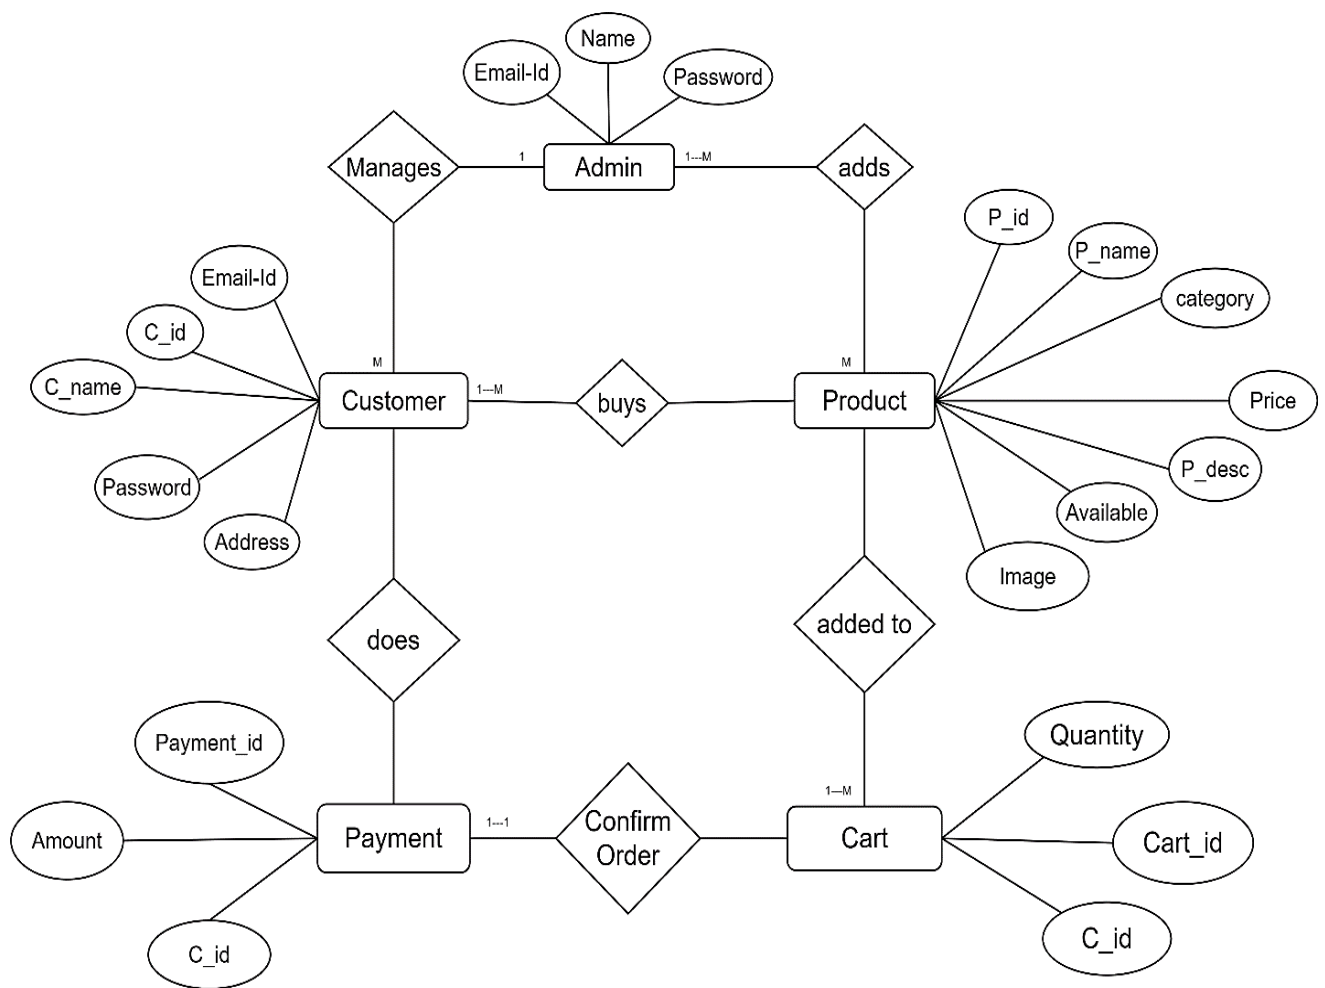 Name
Email-Id
Password
Manages
1
Admin
1---M
adds
P_id
P_name
Email-Id
category
C_id
M
M
C_name
1---M
Customer
buys
Product
Price
P_desc
Password
Available
Address
Image
does
added to
Payment_id
Quantity
1---M
Amount
Payment
1---1
Confirm
Order
Cart
Cart_id
C_id
C_id